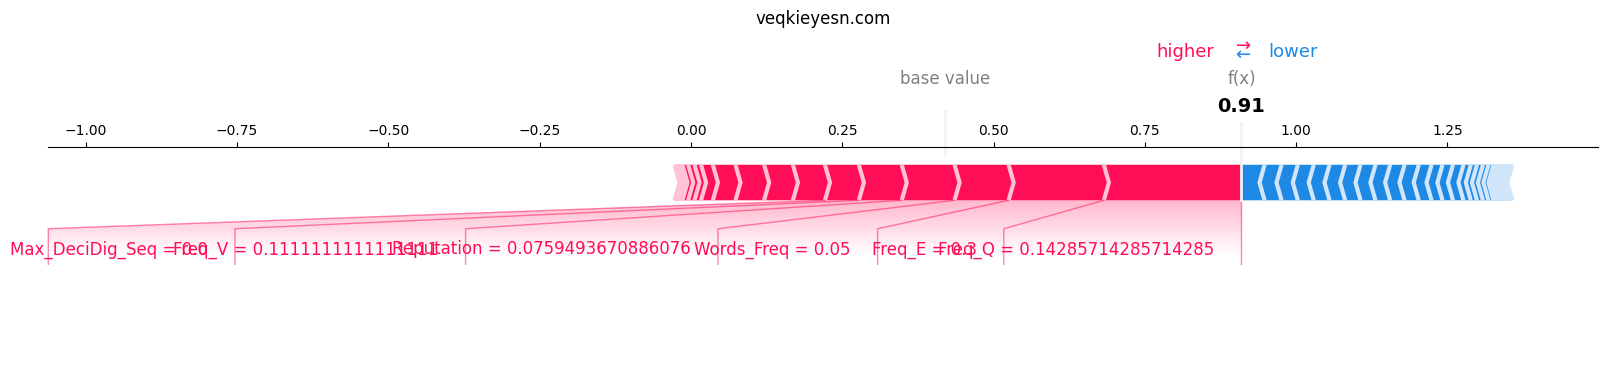 veqkieyesn.com
higher ⇄ lower
base value f(x)
0.91
−1.00 −0.75 −0.50 −0.25 0.00 0.25 0.50 0.75 1.00 1.25
Max_DeciDig_Seq = 0.0 Freq_V = 0.1111111111111111 Reputation = 0.0759493670886076 Words_Freq = 0.05 Freq_E = 0.3 Freq_Q = 0.14285714285714285